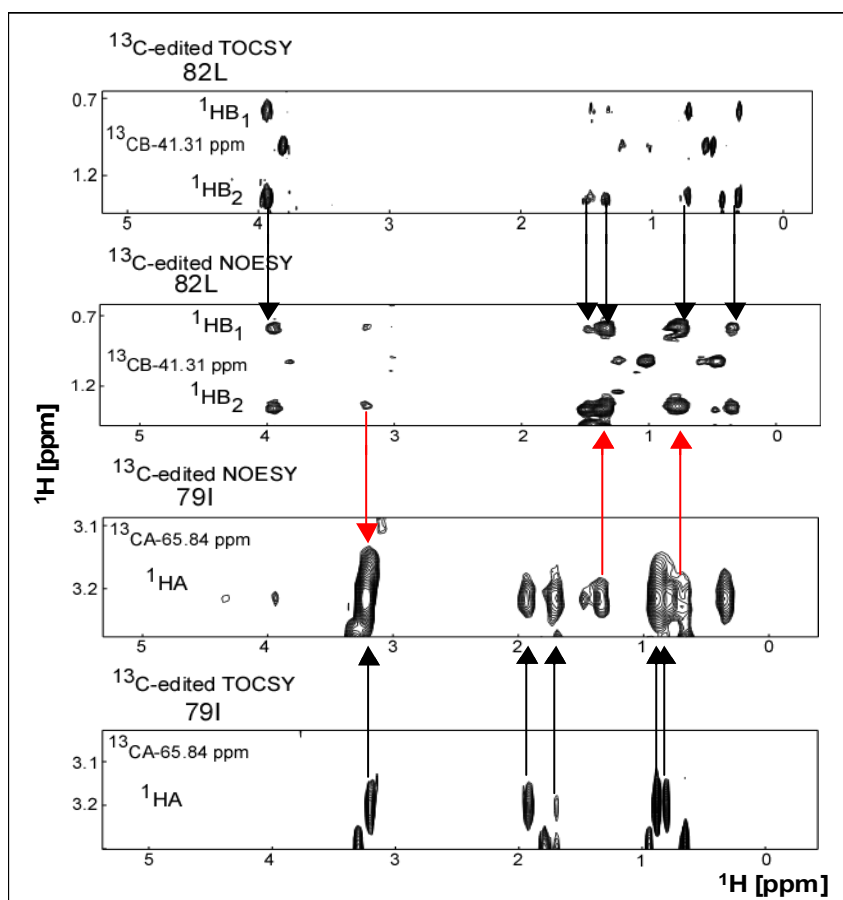 ¹³C-edited TOCSY
82L
0.7
¹HB₁
¹³CB-41.31 ppm
1.2
¹HB₂
5 4 3 2 1 0
¹³C-edited NOESY
82L
0.7
¹HB₁
¹³CB-41.31 ppm
1.2
¹HB₂
5 4 3 2 1 0
¹H [ppm]
¹³C-edited NOESY
79I
3.1
¹³CA-65.84 ppm
¹HA
3.2
5 4 3 2 1 0
¹³C-edited TOCSY
79I
¹³CA-65.84 ppm
3.1
¹HA
3.2
5 4 3 2 1 0
¹H [ppm]